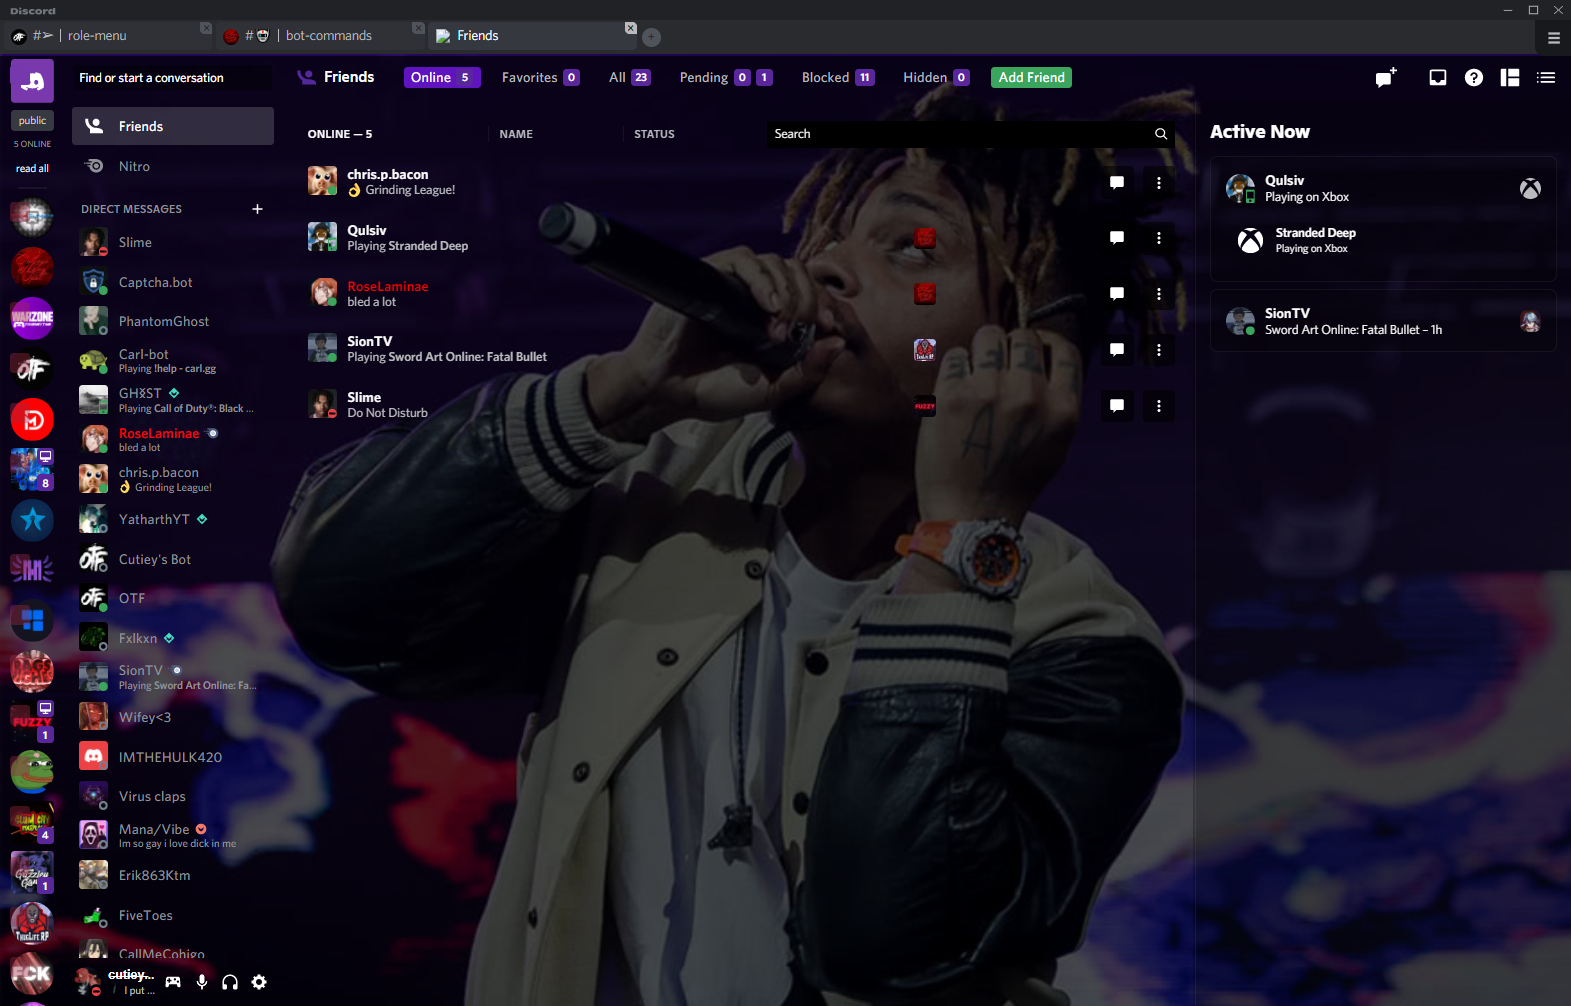 Discord
#➢ | role-menu
# | bot-commands
Friends
Find or start a conversation
Friends
Online 5
Favorites 0
All 23
Pending 0 1
Blocked 11
Hidden 0
Add Friend
public
5 ONLINE
read all
Friends
Nitro
DIRECT MESSAGES
Slime
Captcha.bot
PhantomGhost
Carl-bot
Playing !help - carl.gg
Playing Call of Duty®: Black ...
RoseLaminae
bled a lot
chris.p.bacon
👌 Grinding League!
YatharthYT
Cutiey's Bot
OTF
Fxlkxn
SionTV
Playing Sword Art Online: Fa...
Wifey<3
IMTHEHULK420
Virus claps
Mana/Vibe
Im so gay i love dick in me
Erik863Ktm
FiveToes
CallMeCohigo
cutiey...
I put ...
WARZONE
OTF
8
FUZZY
1
4
1
THUGLIFE RP
FCK
ONLINE — 5
NAME
STATUS
Search
chris.p.bacon
👌 Grinding League!
Qulsiv
Playing Stranded Deep
RoseLaminae
bled a lot
SionTV
Playing Sword Art Online: Fatal Bullet
Slime
Do Not Disturb
FUZZY
Active Now
Qulsiv
Playing on Xbox
Stranded Deep
Playing on Xbox
SionTV
Sword Art Online: Fatal Bullet – 1h